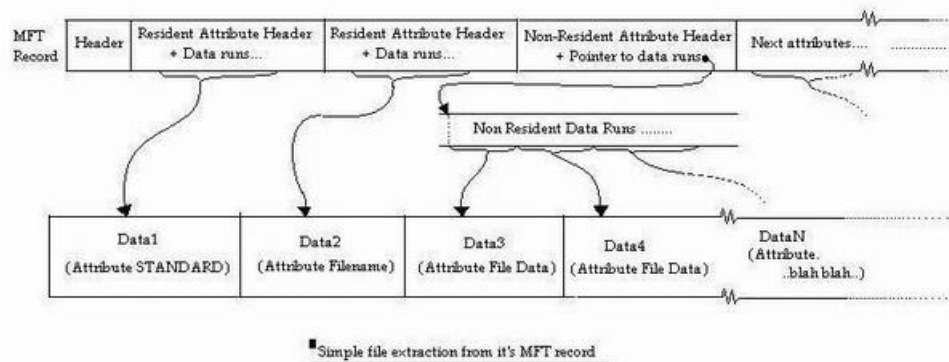 MFT
Record
Header
Resident Attribute Header
+ Data runs...
Resident Attribute Header
+ Data runs...
Non-Resident Attribute Header
+ Pointer to data runs
Next attributes....
Non Resident Data Runs ........
Data1
(Attribute STANDARD)
Data2
(Attribute Filename)
Data3
(Attribute File Data)
Data4
(Attribute File Data)
DataN
(Attribute.
..blah blah..)
Simple file extraction from it's MFT record